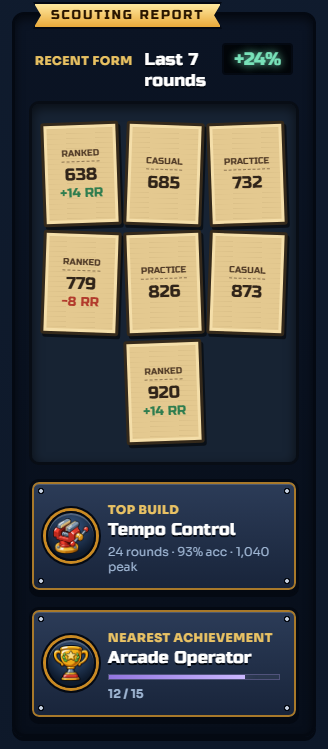 SCOUTING REPORT
RECENT FORM Last 7 rounds +24%
RANKED
638
+14 RR
CASUAL
685
PRACTICE
732
RANKED
779
-8 RR
PRACTICE
826
CASUAL
873
RANKED
920
+14 RR
TOP BUILD
Tempo Control
24 rounds · 93% acc · 1,040
peak
NEAREST ACHIEVEMENT
Arcade Operator
12 / 15